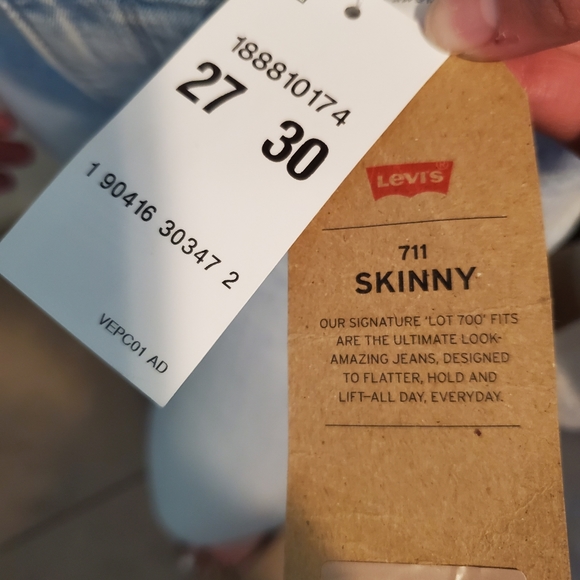 188810174
27 30
1 90416 30347 2
VEPC01 AD
Levi's®
711
SKINNY
OUR SIGNATURE 'LOT 700' FITS
ARE THE ULTIMATE LOOK-
AMAZING JEANS, DESIGNED
TO FLATTER, HOLD AND
LIFT—ALL DAY, EVERYDAY.